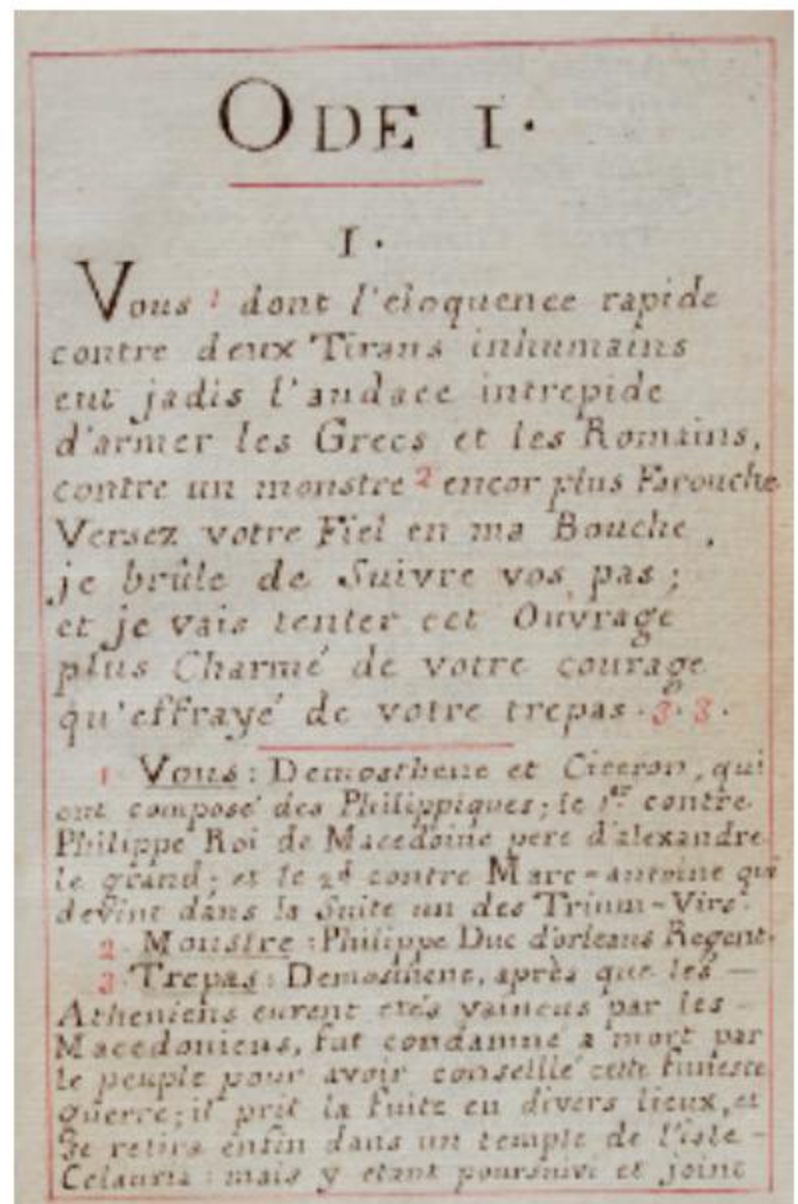 ODE I.
I.
Vous 1 dont l'eloquence rapide
contre deux Tirans inhumains
eut jadis l'audace intrepide
d'armer les Grecs et les Romains,
contre un monstre 2 encor plus Farouche
Versez votre Fiel en ma Bouche,
je brûle de Suivre vos pas;
et je vais tenter cet Ouvrage
plus Charmé de votre courage
qu'effrayé de votre trepas. 3. 3.
1 Vous: Demosthene et Ciceron, qui
ont composé des Philippiques; le 1er contre
Philippe Roi de Macedoine pere d'alexandre
le grand; et le 2d contre Marc-antoine qui
devint dans la Suite un des Trium-Virs.
2. Monstre: Philippe Duc d'orleans Regent.
3 Trepas: Demosthene, après que les —
Atheniens eurent etés vaincus par les -
Macedoniens, fut condamné a mort par
le peuple pour avoir conseillé cette funeste
guerre; il prit la fuite en divers lieux, et
Se retira enfin dans un temple de l'isle -
Celauria: mais y etant poursuivi et joint